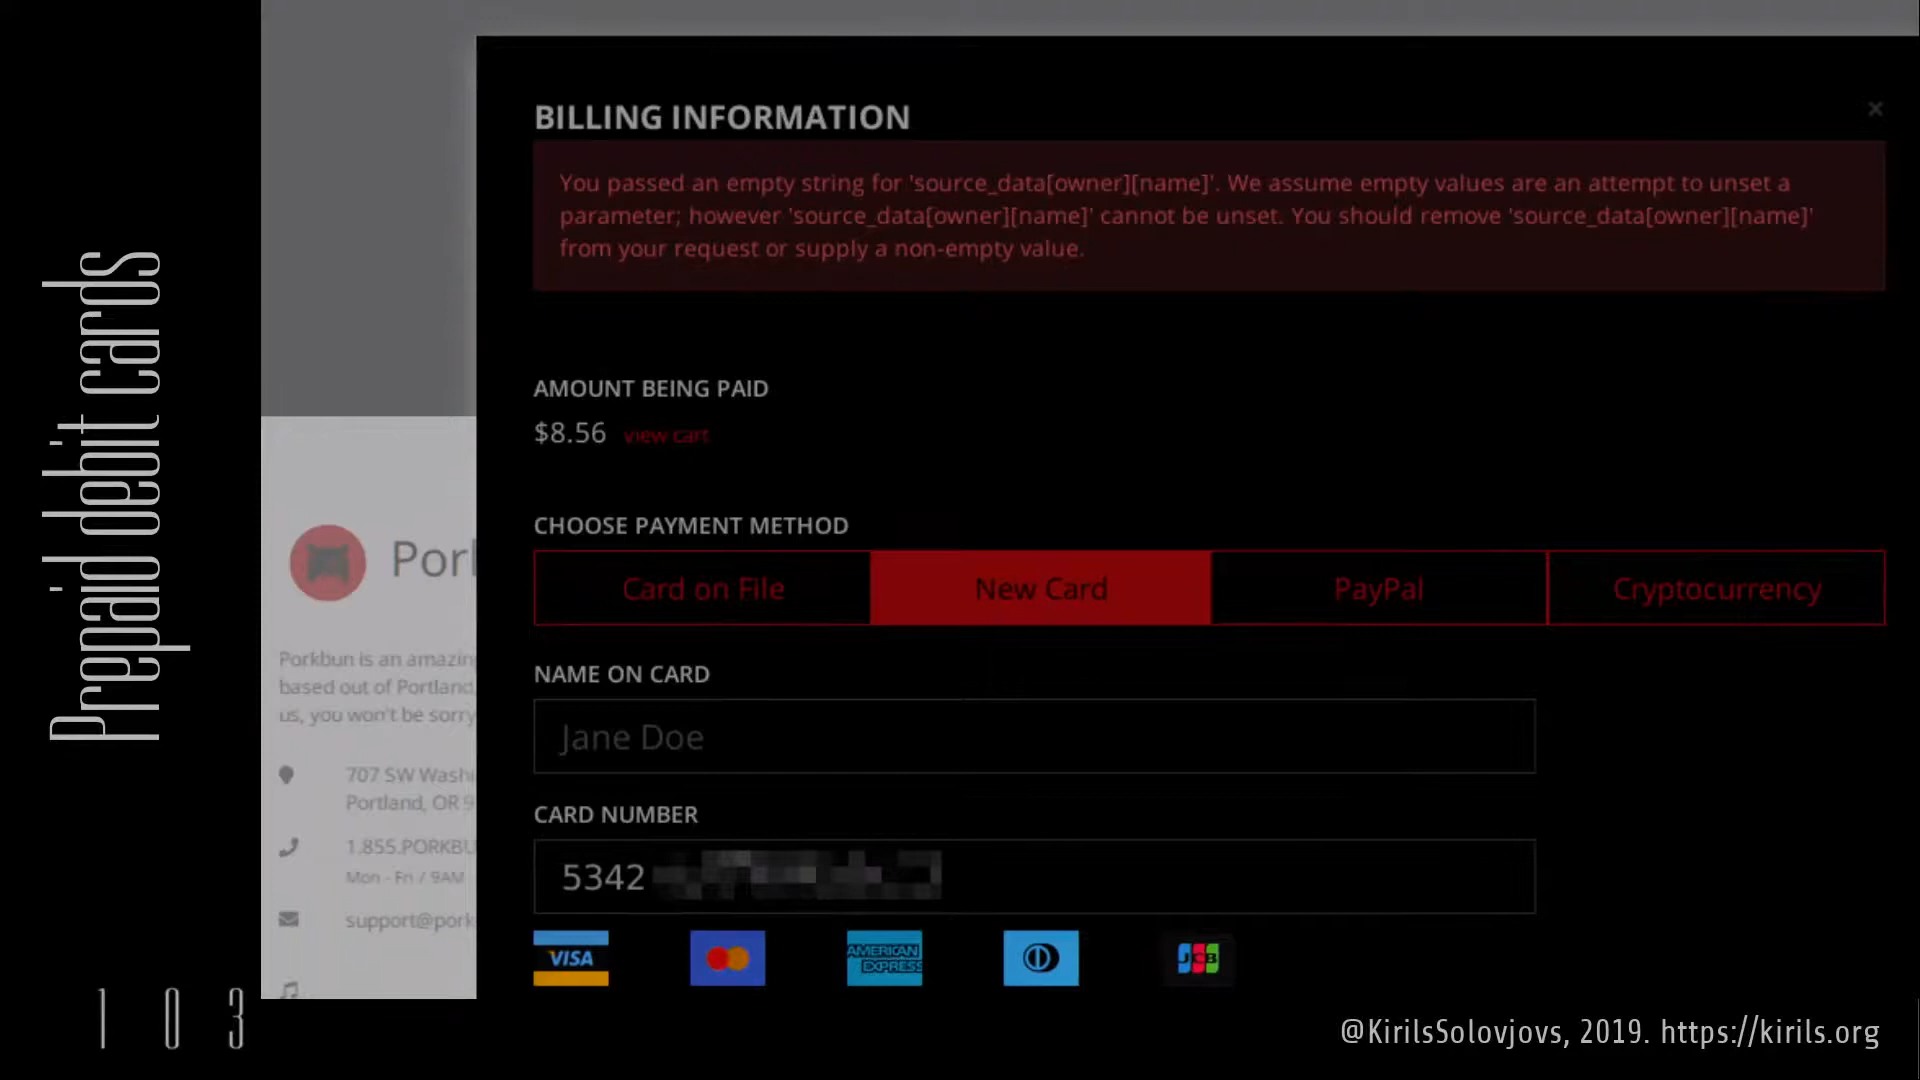 Prepaid debit cards
BILLING INFORMATION
×
You passed an empty string for 'source_data[owner][name]'. We assume empty values are an attempt to unset a
parameter; however 'source_data[owner][name]' cannot be unset. You should remove 'source_data[owner][name]'
from your request or supply a non-empty value.
AMOUNT BEING PAID
$8.56 view cart
CHOOSE PAYMENT METHOD
Card on File New Card PayPal Cryptocurrency
NAME ON CARD
Jane Doe
CARD NUMBER
5342
VISA AMERICAN EXPRESS JCB
Pork
Porkbun is an amazing
based out of Portland,
us, you won't be sorry
707 SW Washi
Portland, OR 9
1.855.PORKBU
Mon - Fri / 9AM
support@pork
103
@KirilsSolovjovs, 2019. https://kirils.org